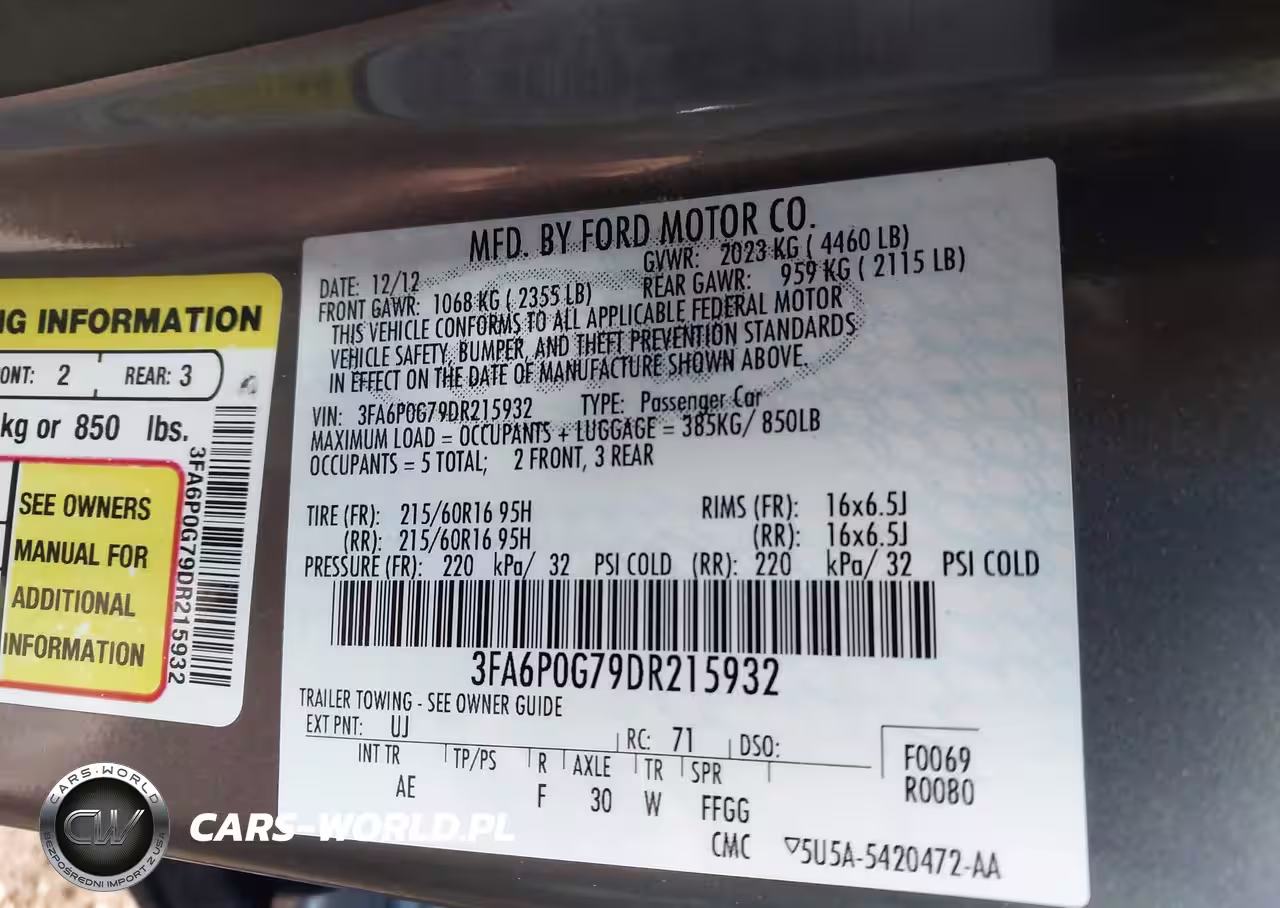 NG INFORMATION
ONT: 2 REAR: 3
kg or 850 lbs.
SEE OWNERS
MANUAL FOR
ADDITIONAL
INFORMATION
3FA6P0G79DR215932
MFD. BY FORD MOTOR CO.
DATE: 12/12 GVWR: 2023 KG ( 4460 LB)
FRONT GAWR: 1068 KG ( 2355 LB) REAR GAWR: 959 KG ( 2115 LB)
THIS VEHICLE CONFORMS TO ALL APPLICABLE FEDERAL MOTOR
VEHICLE SAFETY, BUMPER, AND THEFT PREVENTION STANDARDS
IN EFFECT ON THE DATE OF MANUFACTURE SHOWN ABOVE.
VIN: 3FA6P0G79DR215932 TYPE: Passenger Car
MAXIMUM LOAD = OCCUPANTS + LUGGAGE = 385KG/ 850LB
OCCUPANTS = 5 TOTAL; 2 FRONT, 3 REAR
TIRE (FR): 215/60R16 95H RIMS (FR): 16x6.5J
(RR): 215/60R16 95H (RR): 16x6.5J
PRESSURE (FR): 220 kPa/ 32 PSI COLD (RR): 220 kPa/ 32 PSI COLD
3FA6P0G79DR215932
TRAILER TOWING - SEE OWNER GUIDE
EXT PNT: UJ RC: 71 DSO:
INT TR TP/PS R AXLE TR SPR
AE F 30 W FFGG
F0069
R0080
CMC ▽5U5A-5420472-AA
CARS-WORLD
CW
BEZPOŚREDNI IMPORT Z USA
CARS-WORLD.PL